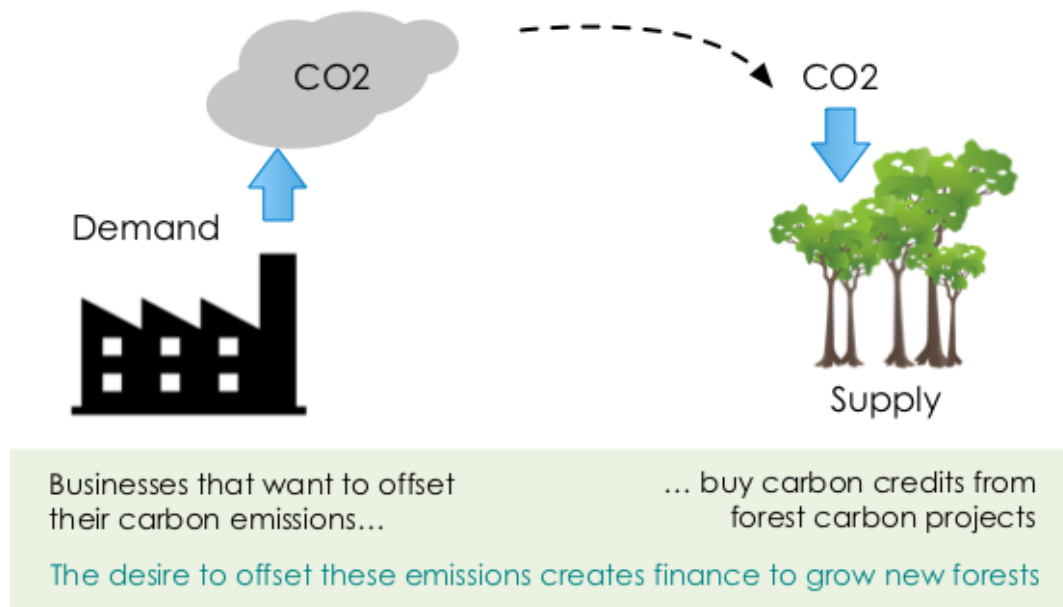 CO2
CO2
Demand
Supply
Businesses that want to offset
their carbon emissions...
... buy carbon credits from
forest carbon projects
The desire to offset these emissions creates finance to grow new forests